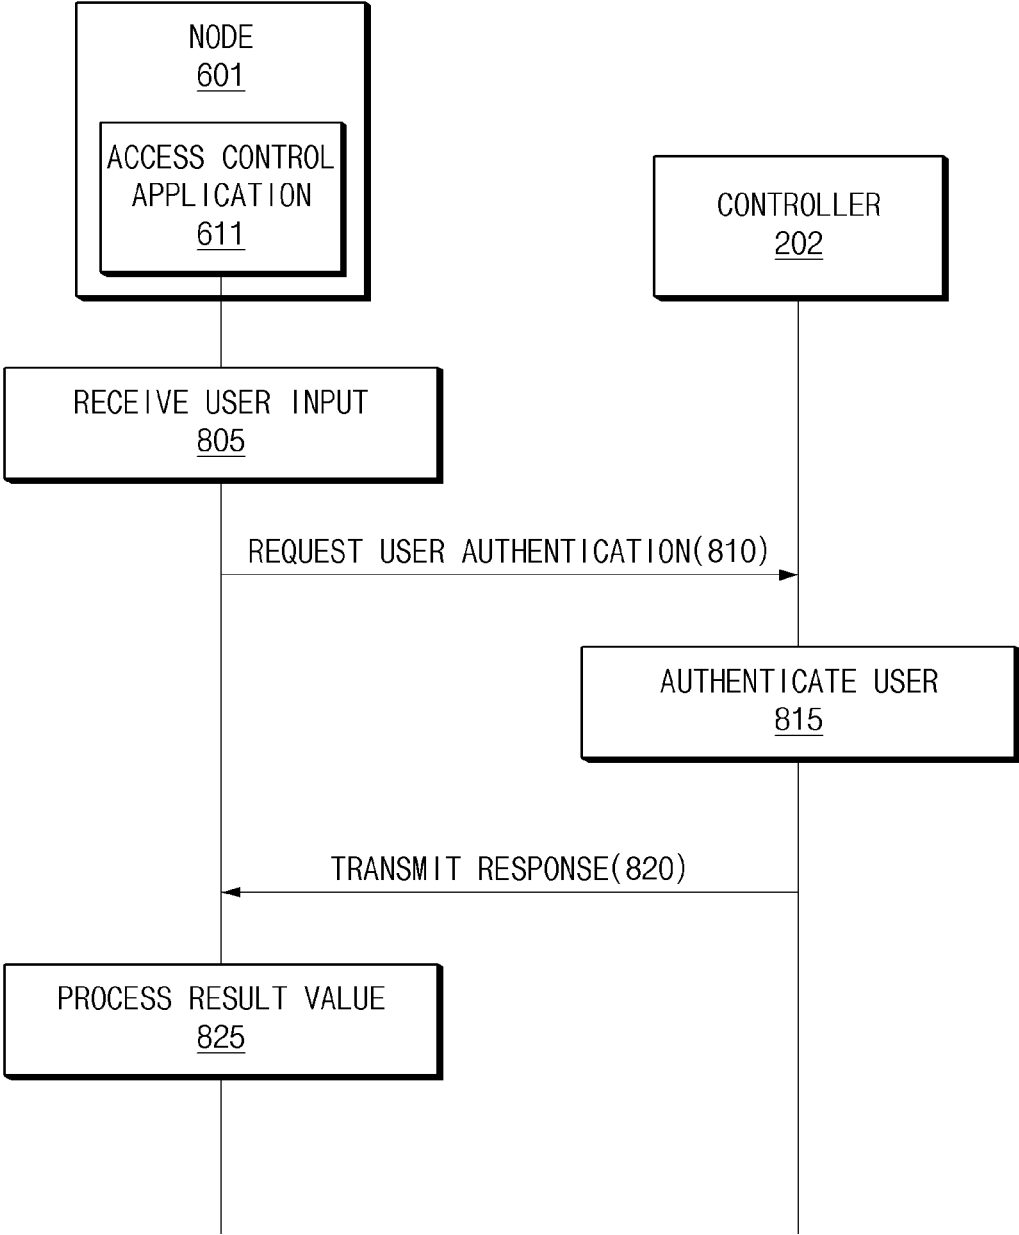 NODE
601
ACCESS CONTROL
APPLICATION
611
CONTROLLER
202
RECEIVE USER INPUT
805
REQUEST USER AUTHENTICATION(810)
AUTHENTICATE USER
815
TRANSMIT RESPONSE(820)
PROCESS RESULT VALUE
825